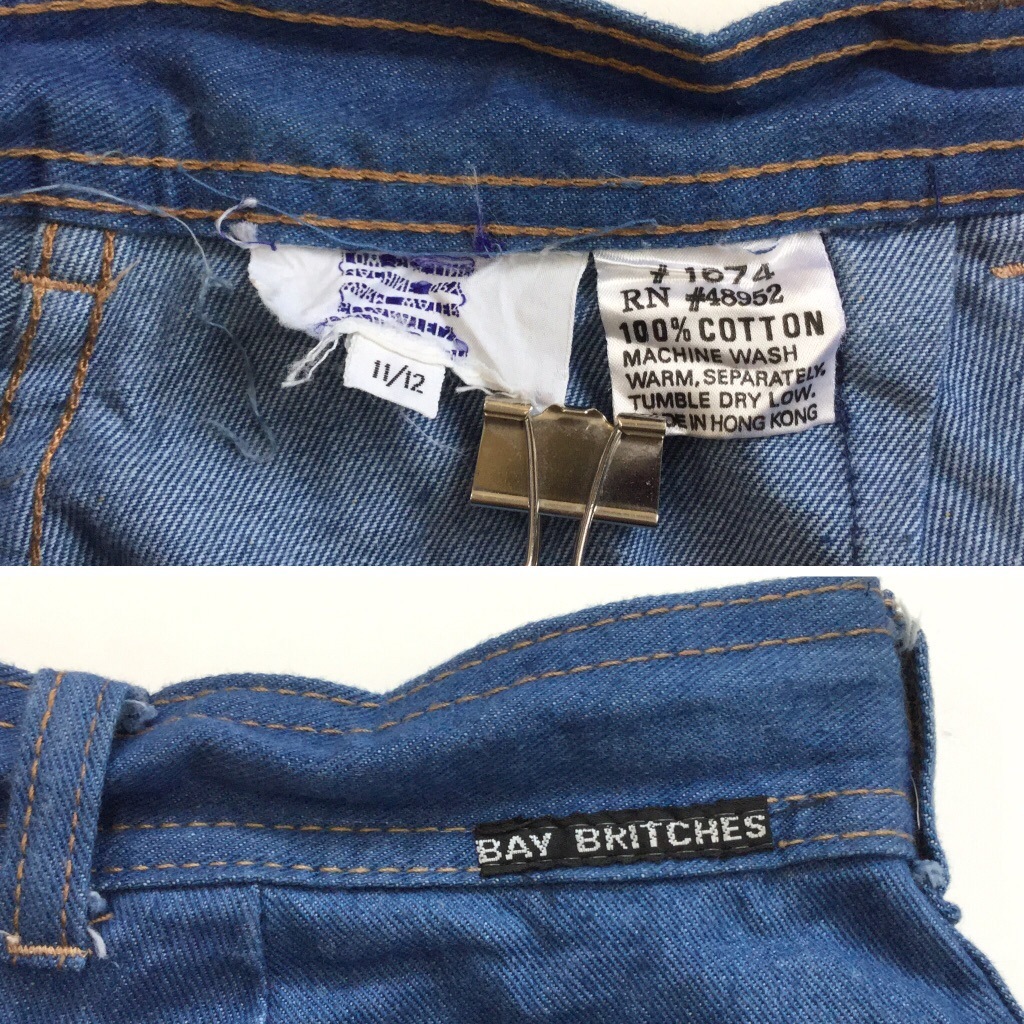 11/12
# 1674
RN #48952
100% COTTON
MACHINE WASH
WARM, SEPARATELY.
TUMBLE DRY LOW.
DE IN HONG KONG
BAY BRITCHES